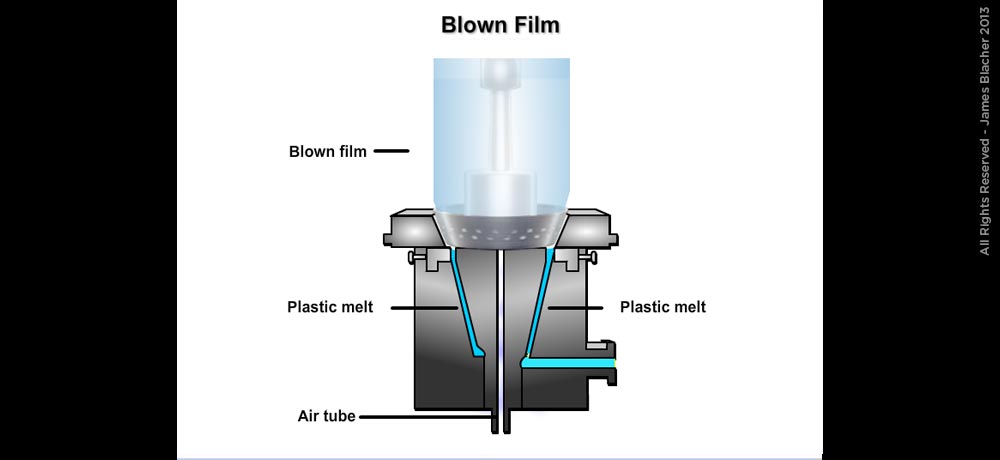 Blown Film
Blown film
Plastic melt
Plastic melt
Air tube
All Rights Reserved - James Blacher 2013